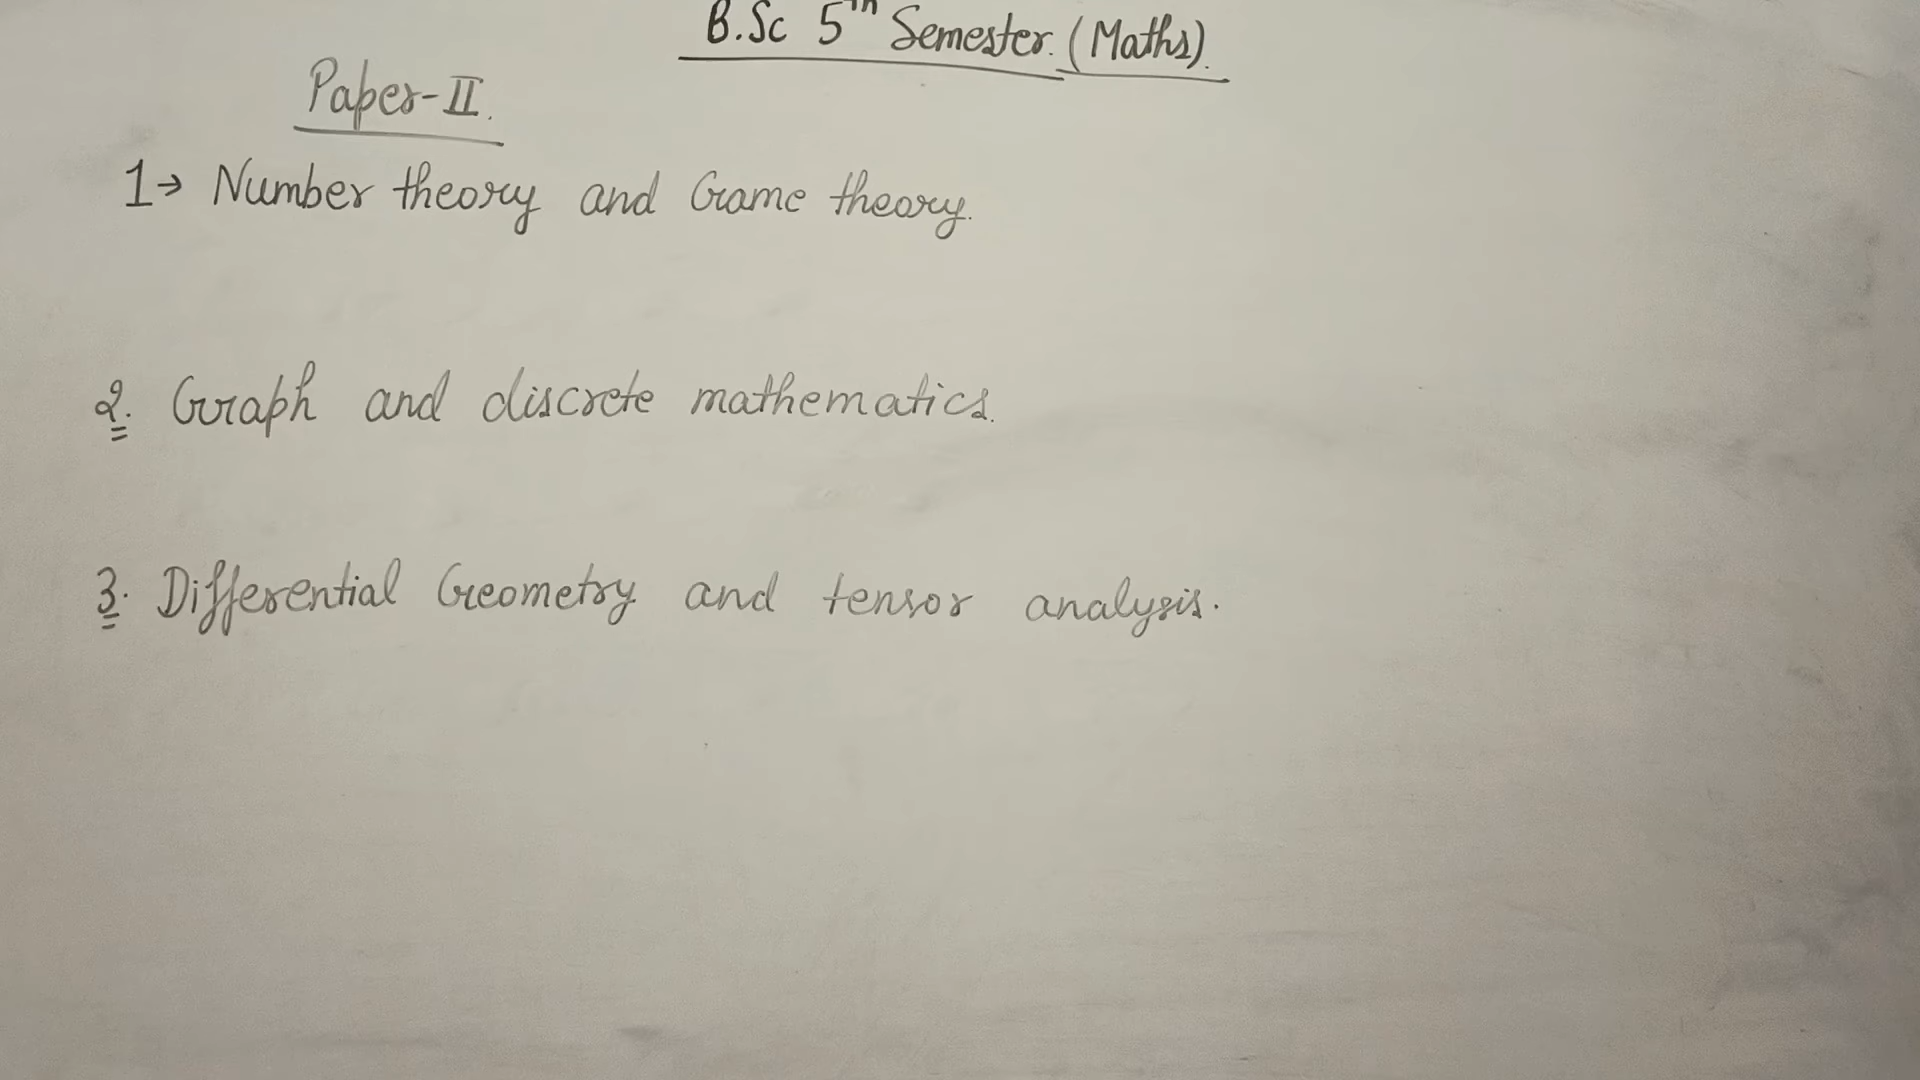 B.Sc 5th Semester. (Maths).
Paper-II.
1→ Number theory and Game theory.
2. Graph and discrete mathematics.
3. Differential Geometry and tensor analysis.